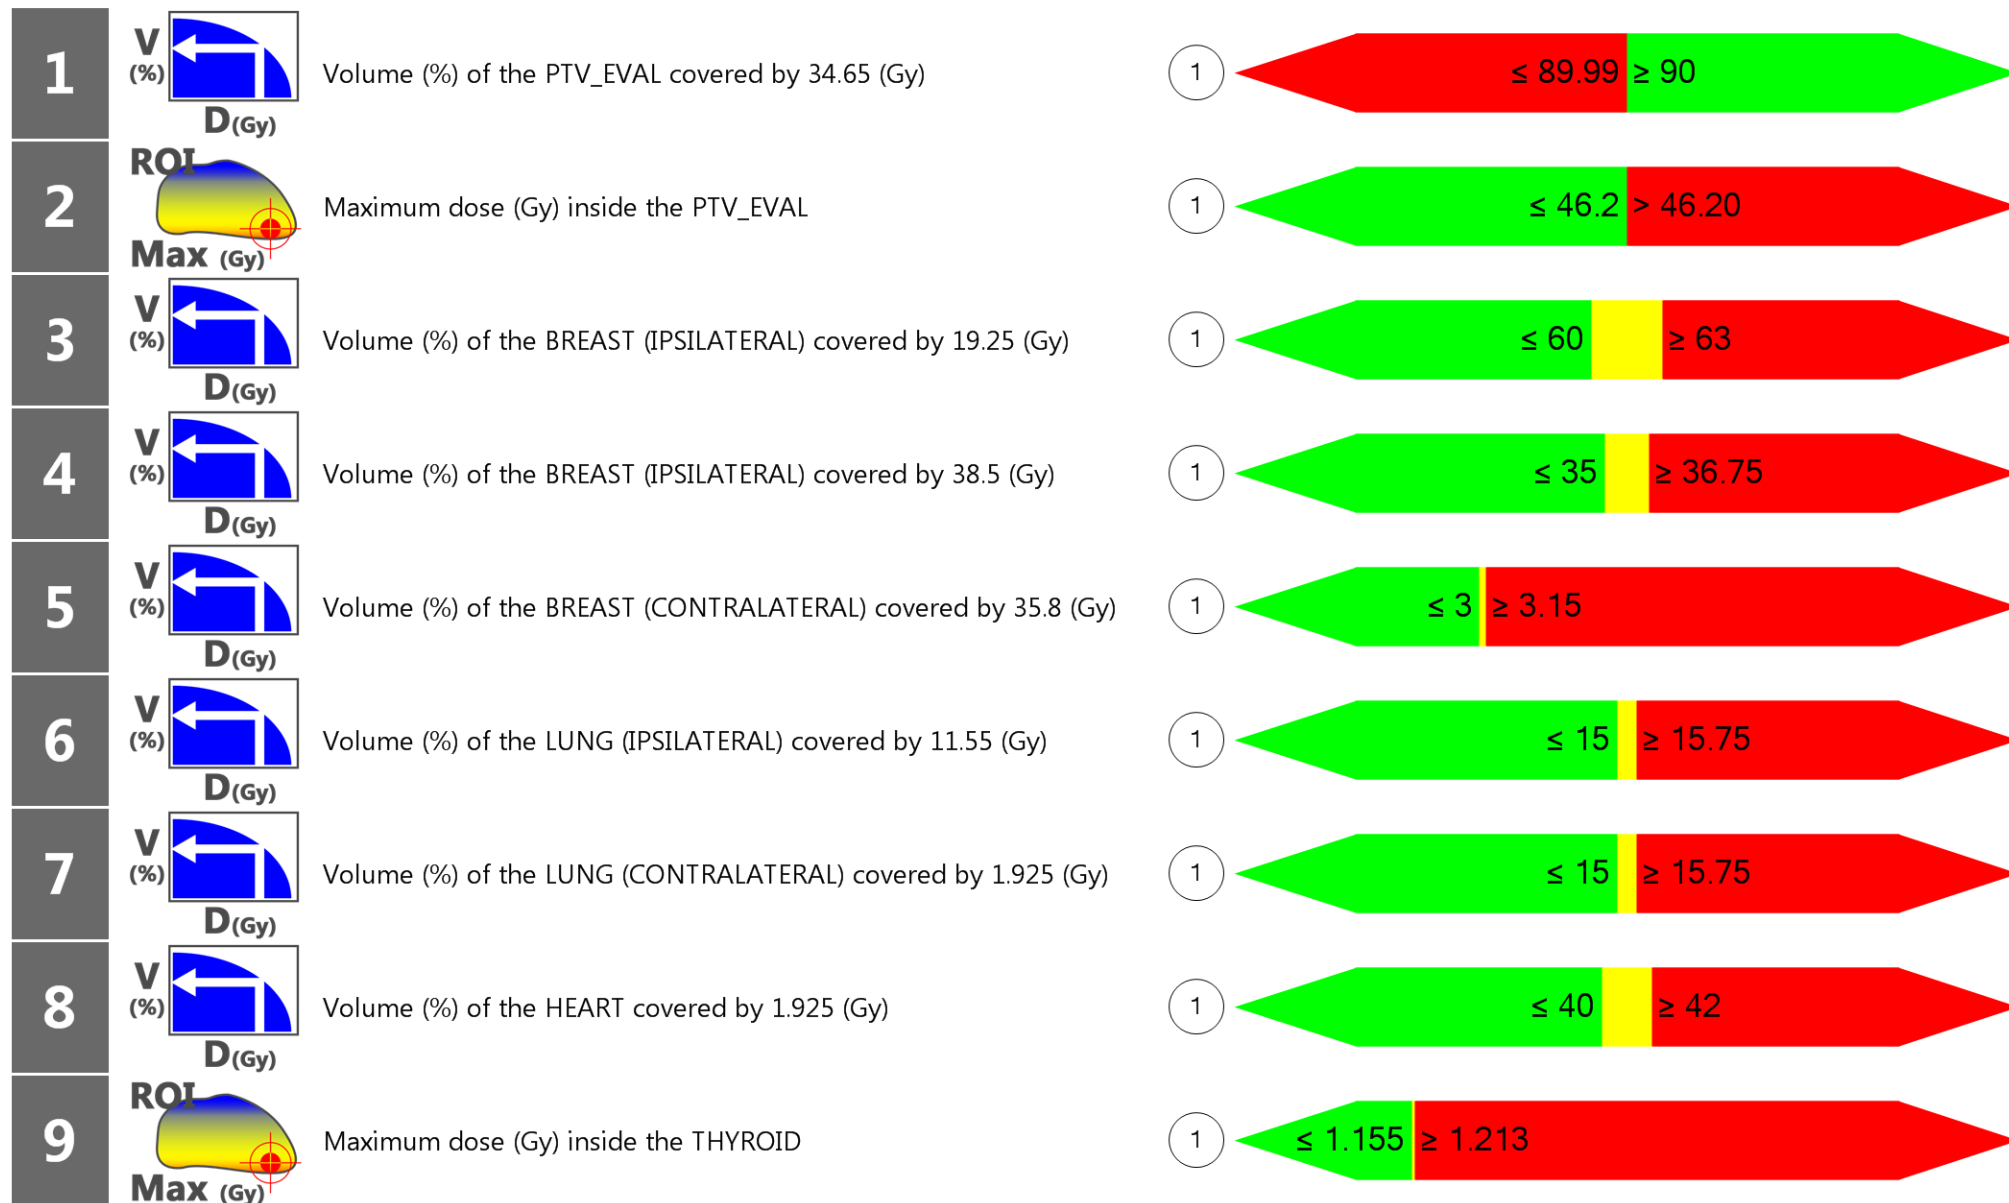 1 V (%) D(Gy) Volume (%) of the PTV_EVAL covered by 34.65 (Gy) 1 ≤ 89.99 ≥ 90
2 ROI Max (Gy) Maximum dose (Gy) inside the PTV_EVAL 1 ≤ 46.2 > 46.20
3 V (%) D(Gy) Volume (%) of the BREAST (IPSILATERAL) covered by 19.25 (Gy) 1 ≤ 60 ≥ 63
4 V (%) D(Gy) Volume (%) of the BREAST (IPSILATERAL) covered by 38.5 (Gy) 1 ≤ 35 ≥ 36.75
5 V (%) D(Gy) Volume (%) of the BREAST (CONTRALATERAL) covered by 35.8 (Gy) 1 ≤ 3 ≥ 3.15
6 V (%) D(Gy) Volume (%) of the LUNG (IPSILATERAL) covered by 11.55 (Gy) 1 ≤ 15 ≥ 15.75
7 V (%) D(Gy) Volume (%) of the LUNG (CONTRALATERAL) covered by 1.925 (Gy) 1 ≤ 15 ≥ 15.75
8 V (%) D(Gy) Volume (%) of the HEART covered by 1.925 (Gy) 1 ≤ 40 ≥ 42
9 ROI Max (Gy) Maximum dose (Gy) inside the THYROID 1 ≤ 1.155 ≥ 1.213